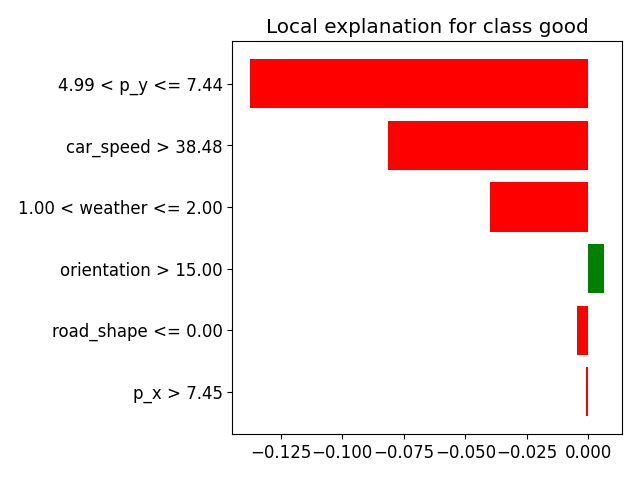 Local explanation for class good
4.99 < p_y <= 7.44
car_speed > 38.48
1.00 < weather <= 2.00
orientation > 15.00
road_shape <= 0.00
p_x > 7.45
−0.125 −0.100 −0.075 −0.050 −0.025 0.000